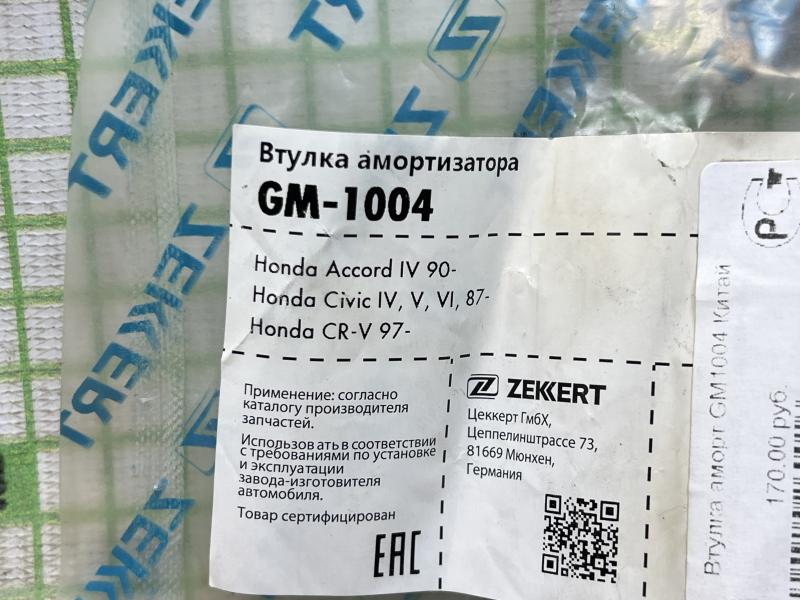 Втулка амортизатора
GM-1004
Honda Accord IV 90-
Honda Civic IV, V, VI, 87-
Honda CR-V 97-
Применение: согласно
каталогу производителя
запчастей.
Использовать в соответствии
с требованиями по установке
и эксплуатации
завода-изготовителя
автомобиля.
Товар сертифицирован
EAC
ZEKKERT
Цеккерт ГмбХ,
Цеппелинштрассе 73,
81669 Мюнхен,
Германия
Втулка аморт GM1004 Китай
170.00 руб.
РСТ
ZEKKERT
ZEKKERT
ZEKKERT